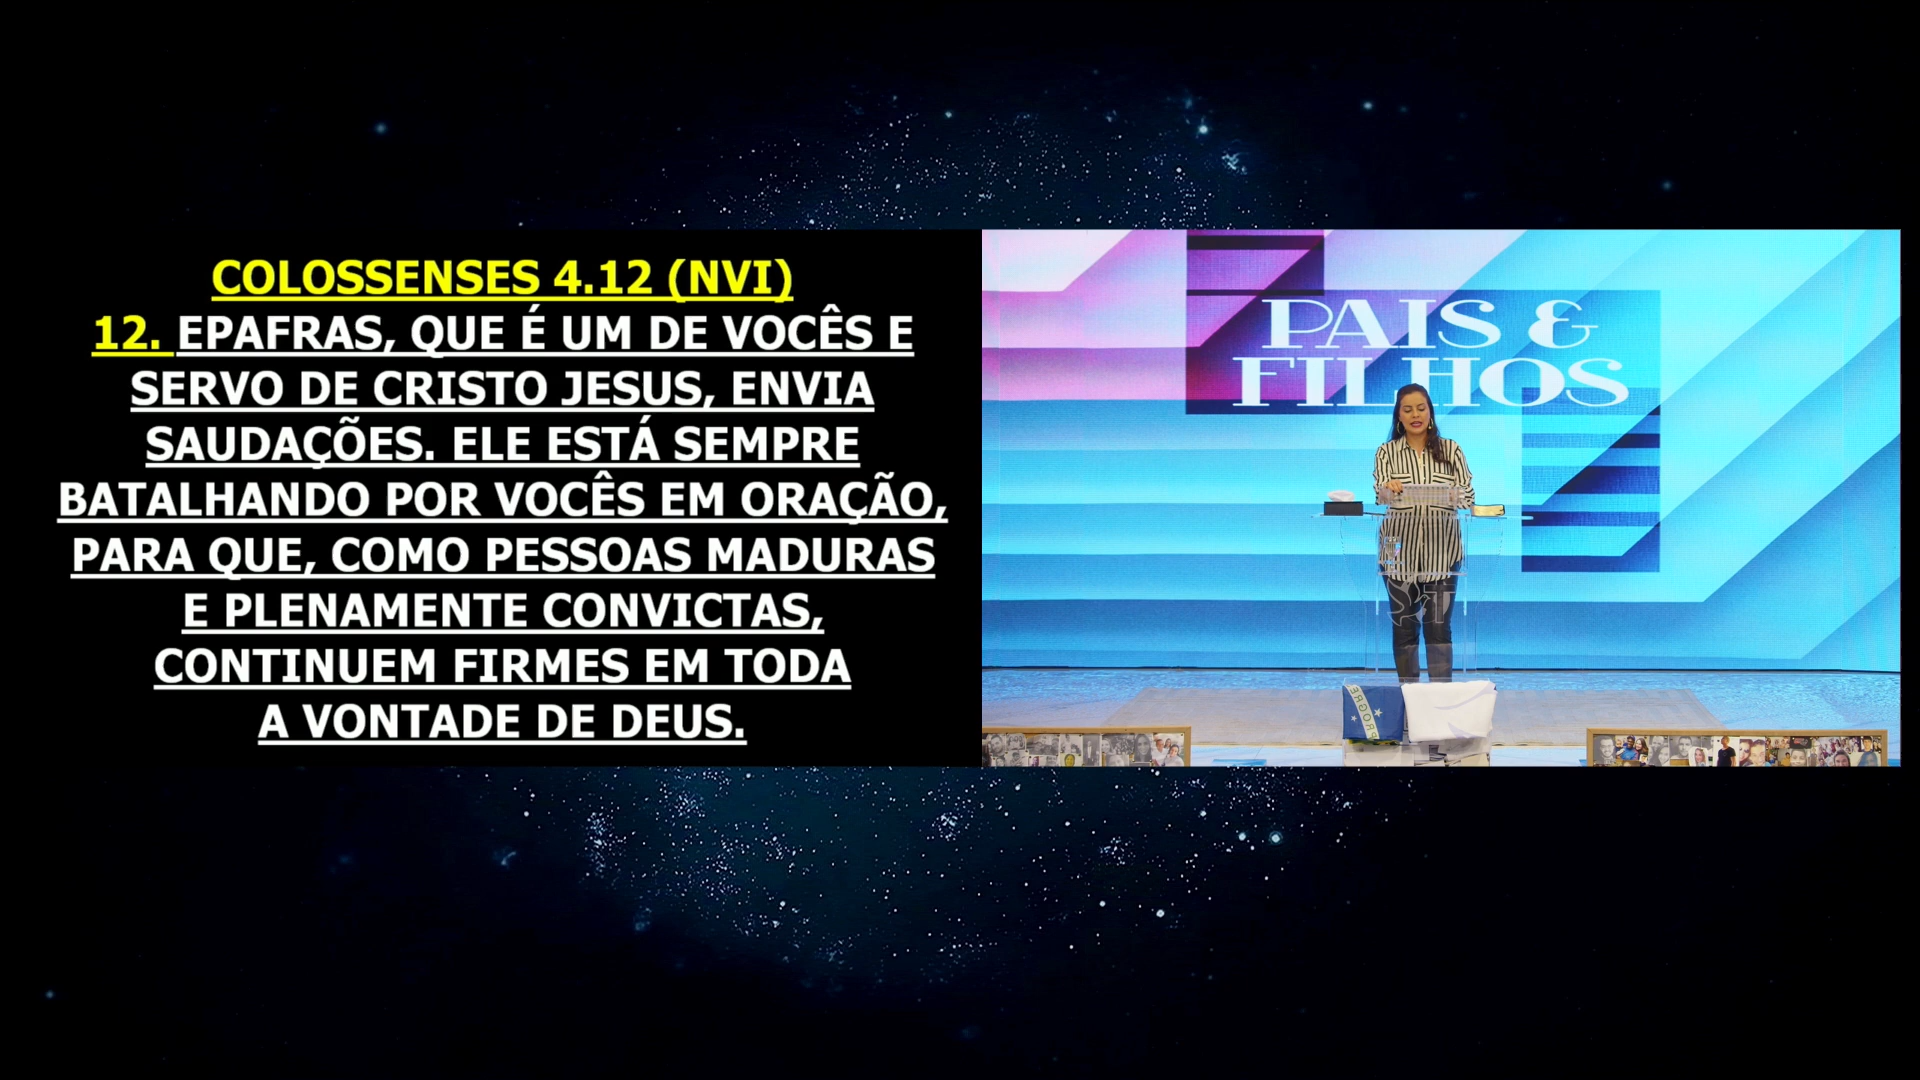 COLOSSENSES 4.12 (NVI)
12. EPAFRAS, QUE É UM DE VOCÊS E
SERVO DE CRISTO JESUS, ENVIA
SAUDAÇÕES. ELE ESTÁ SEMPRE
BATALHANDO POR VOCÊS EM ORAÇÃO,
PARA QUE, COMO PESSOAS MADURAS
E PLENAMENTE CONVICTAS,
CONTINUEM FIRMES EM TODA
A VONTADE DE DEUS.
PAIS &
FILHOS
PROGRE